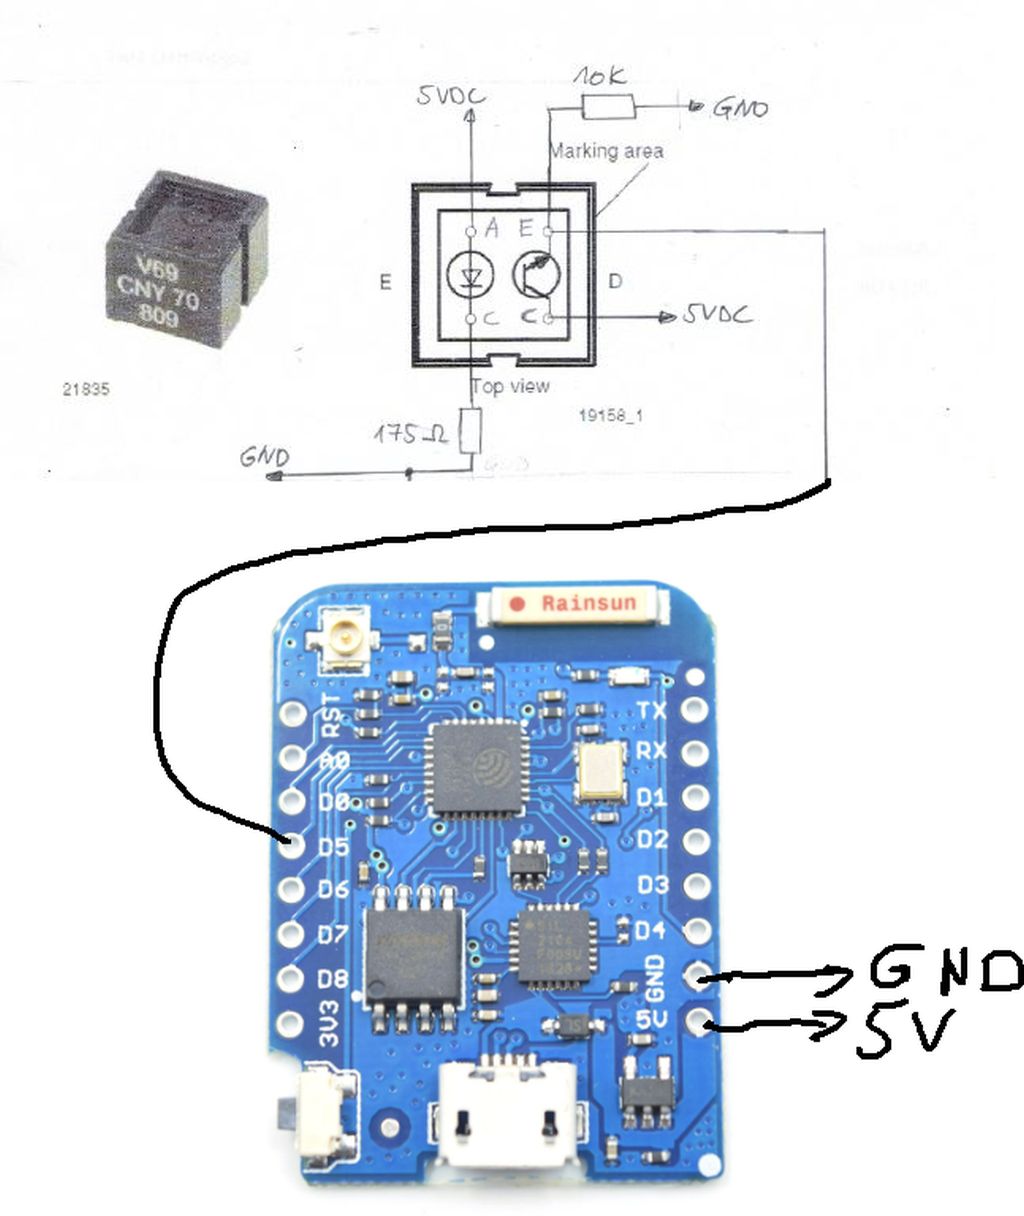 10K
5VDC
GND
Marking area
A E
E
D
C C
5VDC
V69
CNY 70
809
21835
Top view
19158_1
175Ω
GND
Rainsun
RST
TX
A0
RX
D0
D1
D5
D2
D6
D3
D7
D4
D8
GND
GND
3V3
5V
5V